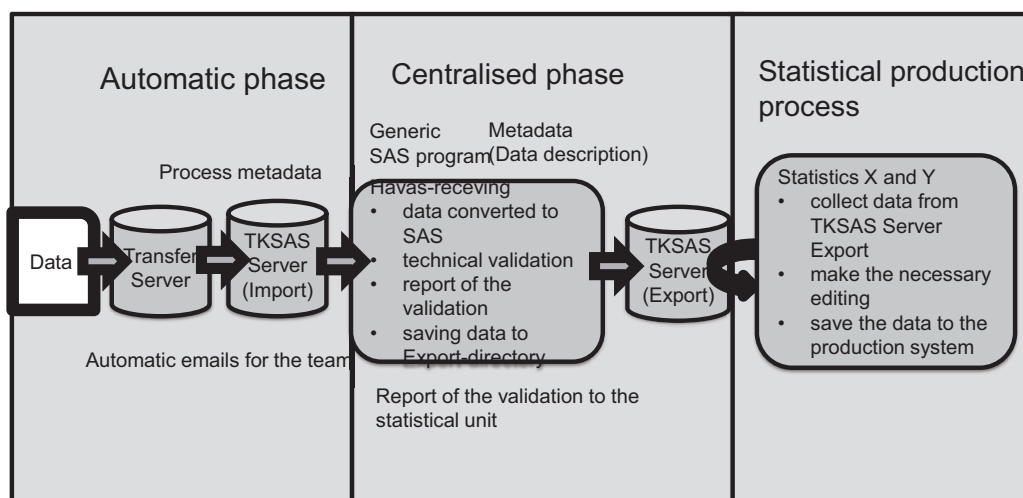 Automatic phase
Process metadata
Data
Transfer
Server
TKSAS
Server
(Import)
Automatic emails for the team
Centralised phase
Generic
SAS program
Metadata
(Data description)
Havas-receving
• data converted to
SAS
• technical validation
• report of the
validation
• saving data to
Export-directory
TKSAS
Server
(Export)
Report of the validation to the
statistical unit
Statistical production
process
Statistics X and Y
• collect data from
TKSAS Server
Export
• make the necessary
editing
• save the data to the
production system